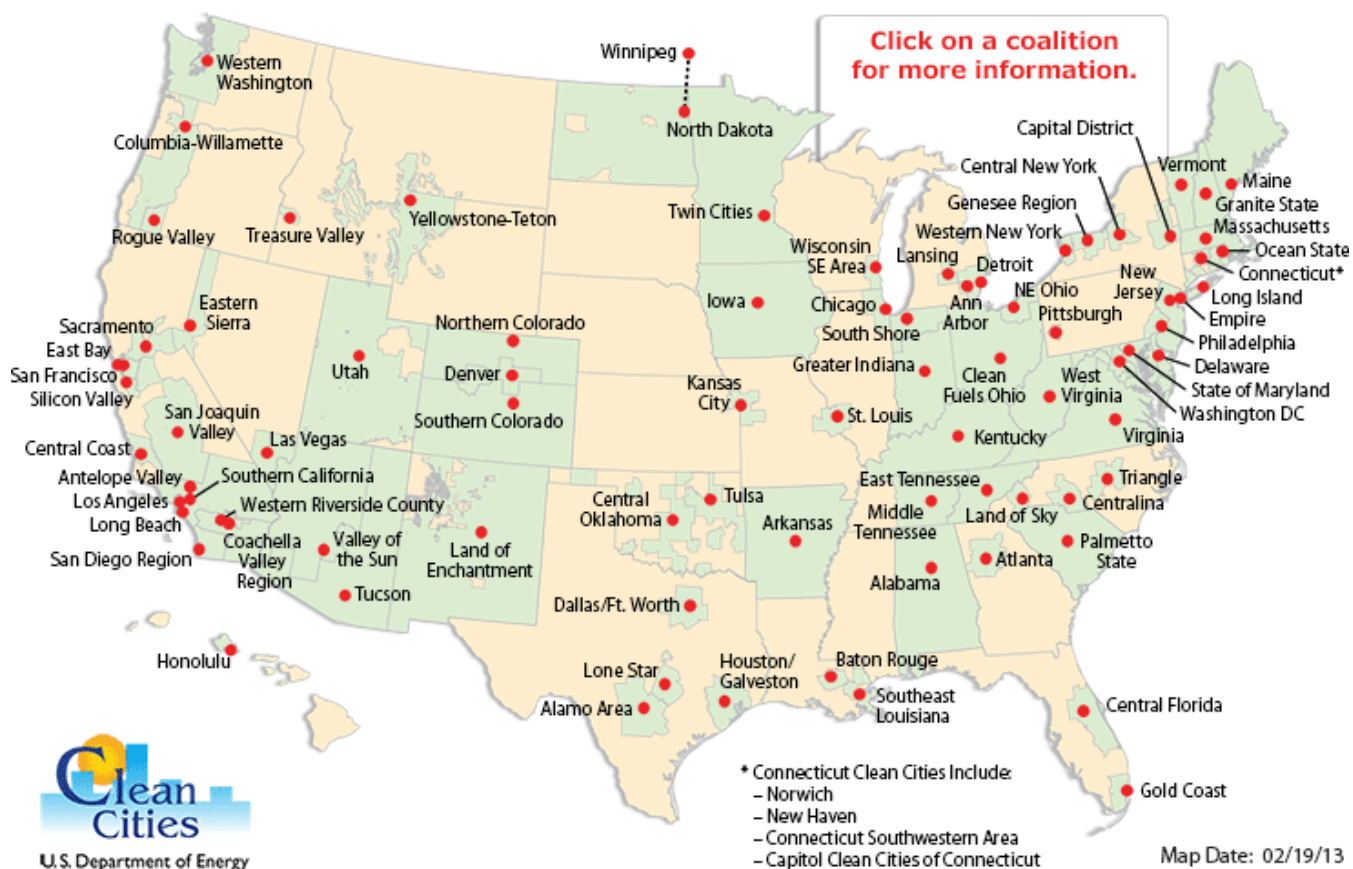 Click on a coalition
for more information.
Winnipeg
Western
Washington
North Dakota
Columbia-Willamette
Capital District
Central New York
Vermont
Maine
Genesee Region
Granite State
Yellowstone-Teton
Twin Cities
Massachusetts
Rogue Valley
Treasure Valley
Western New York
Wisconsin
SE Area
Lansing
Ocean State
Detroit
Connecticut*
New
Jersey
Iowa
Chicago
Ann
Arbor
NE Ohio
Pittsburgh
Long Island
Empire
Eastern
Sierra
Sacramento
Northern Colorado
South Shore
Philadelphia
East Bay
Utah
Denver
Greater Indiana
Delaware
San Francisco
Clean
Fuels Ohio
West
Virginia
State of Maryland
Silicon Valley
Kansas
City
Washington DC
San Joaquin
Valley
Southern Colorado
St. Louis
Virginia
Las Vegas
Kentucky
Central Coast
Antelope Valley
Southern California
East Tennessee
Triangle
Los Angeles
Western Riverside County
Central
Oklahoma
Tulsa
Middle
Tennessee
Land of Sky
Centralina
Long Beach
Arkansas
Coachella
Valley
Region
Valley of
the Sun
Land of
Enchantment
Palmetto
State
San Diego Region
Atlanta
Alabama
Tucson
Dallas/Ft. Worth
Honolulu
Lone Star
Houston/
Galveston
Baton Rouge
Alamo Area
Southeast
Louisiana
Central Florida
Gold Coast
* Connecticut Clean Cities Include:
– Norwich
– New Haven
– Connecticut Southwestern Area
– Capitol Clean Cities of Connecticut
Clean
Cities
U.S. Department of Energy
Map Date: 02/19/13